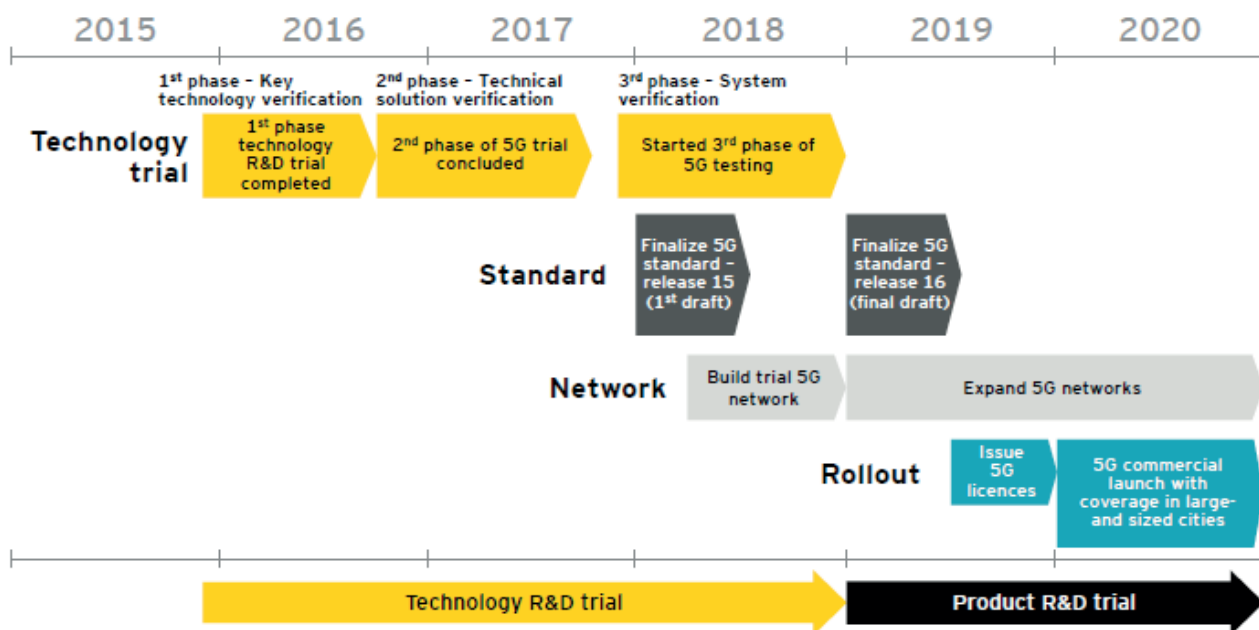 2015 2016 2017 2018 2019 2020
1st phase – Key
technology verification
2nd phase – Technical
solution verification
3rd phase – System
verification
Technology
trial
1st phase
technology
R&D trial
completed
2nd phase of 5G trial
concluded
Started 3rd phase of
5G testing
Standard
Finalize 5G
standard –
release 15
(1st draft)
Finalize 5G
standard –
release 16
(final draft)
Network
Build trial 5G
network
Expand 5G networks
Rollout
Issue
5G
licences
5G commercial
launch with
coverage in large-
and sized cities
Technology R&D trial
Product R&D trial